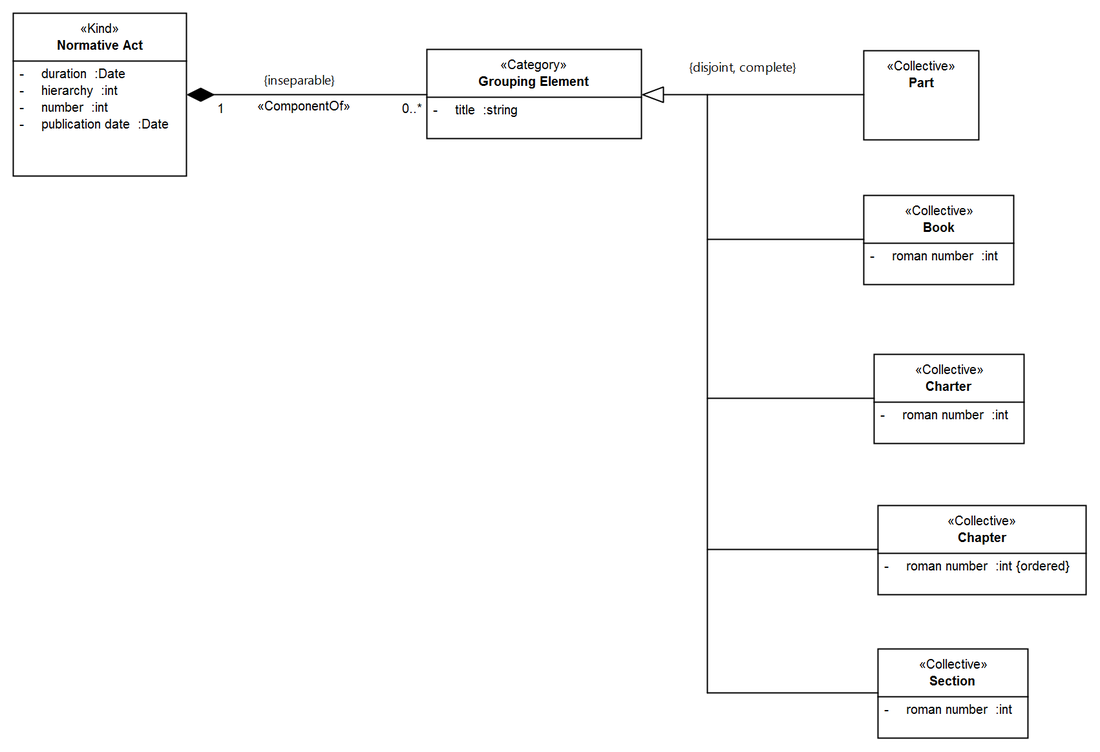 «Kind»
Normative Act
- duration :Date
- hierarchy :int
- number :int
- publication date :Date
{inseparable}
«ComponentOf»
1
0..*
«Category»
Grouping Element
- title :string
{disjoint, complete}
«Collective»
Part
«Collective»
Book
- roman number :int
«Collective»
Charter
- roman number :int
«Collective»
Chapter
- roman number :int {ordered}
«Collective»
Section
- roman number :int